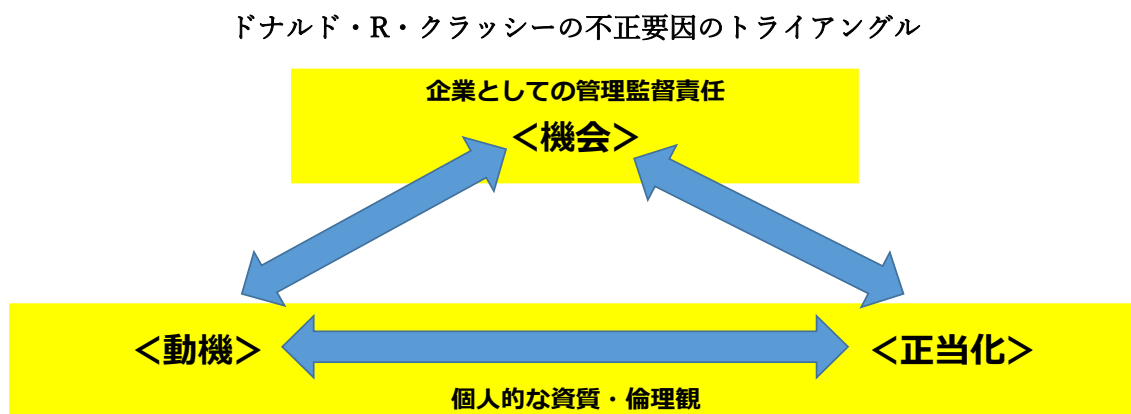 ドナルド・R・クラッシーの不正要因のトライアングル
企業としての管理監督責任
＜機会＞
＜動機＞
＜正当化＞
個人的な資質・倫理観